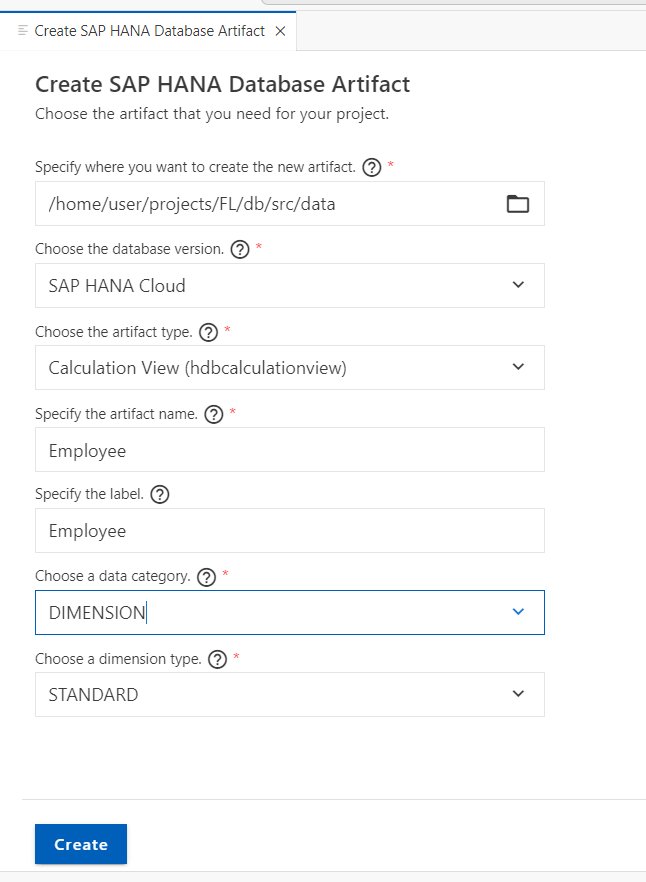 Create SAP HANA Database Artifact
Create SAP HANA Database Artifact
Choose the artifact that you need for your project.
Specify where you want to create the new artifact. *
/home/user/projects/FL/db/src/data
Choose the database version. *
SAP HANA Cloud
Choose the artifact type. *
Calculation View (hdbcalculationview)
Specify the artifact name. *
Employee
Specify the label.
Employee
Choose a data category. *
DIMENSION
Choose a dimension type. *
STANDARD
Create